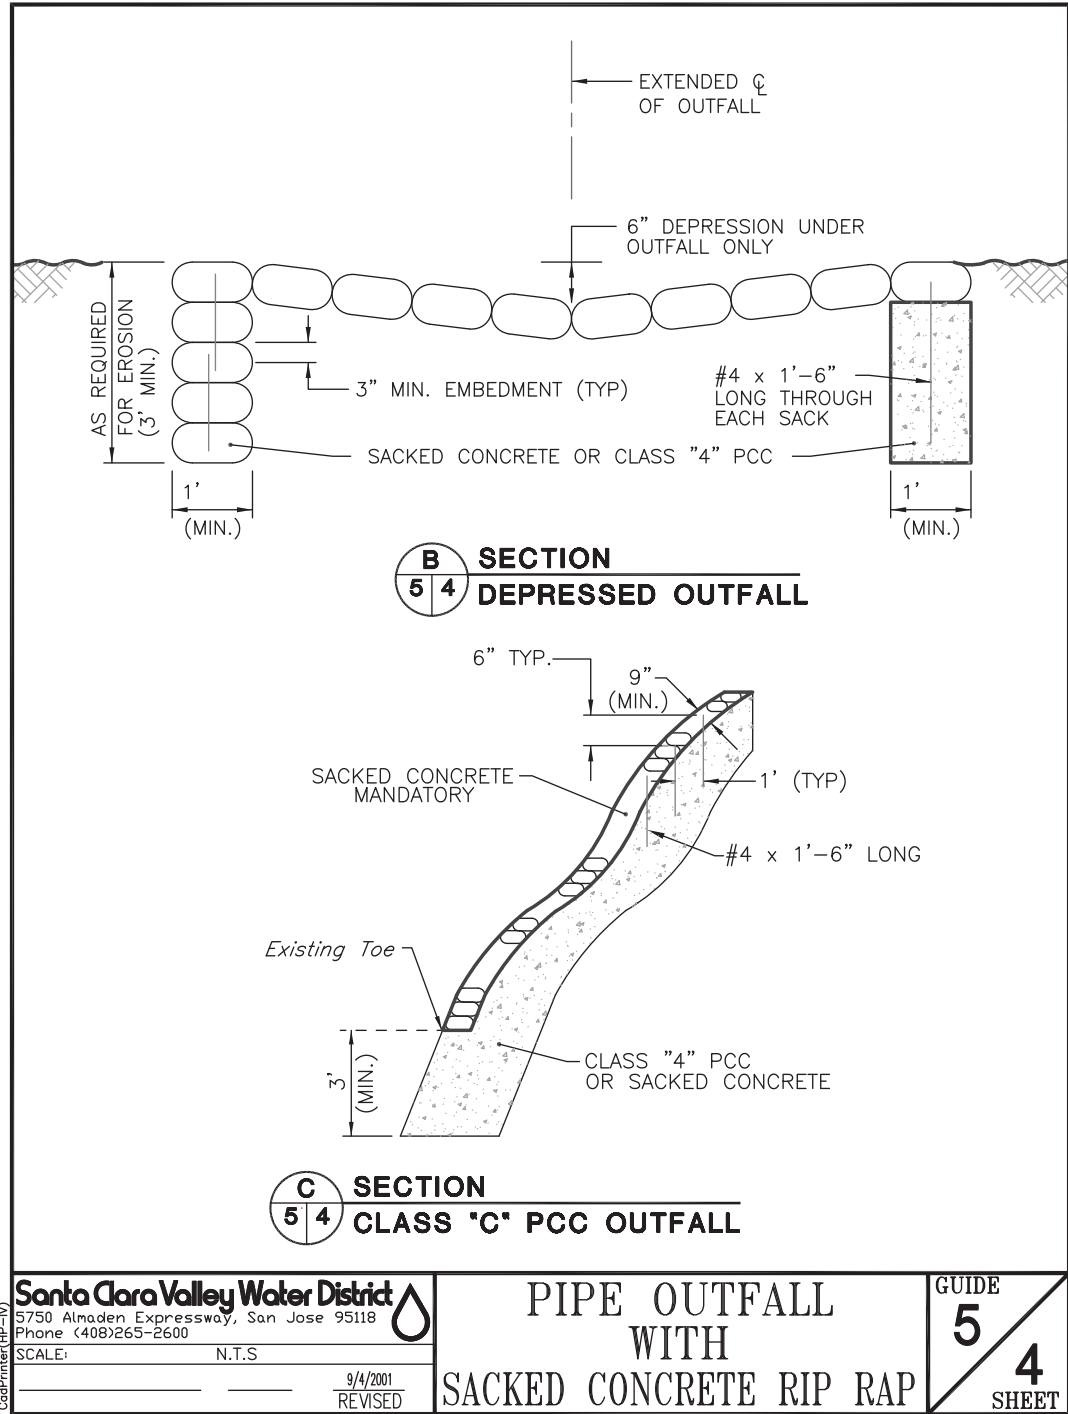 EXTENDED ℄
OF OUTFALL
6" DEPRESSION UNDER
OUTFALL ONLY
AS REQUIRED
FOR EROSION
(3' MIN.)
3" MIN. EMBEDMENT (TYP)
#4 x 1'-6"
LONG THROUGH
EACH SACK
SACKED CONCRETE OR CLASS "4" PCC
1'
(MIN.)
1'
(MIN.)
B
5 4
SECTION
DEPRESSED OUTFALL
6" TYP.
9"
(MIN.)
SACKED CONCRETE
MANDATORY
1' (TYP)
#4 x 1'-6" LONG
Existing Toe
3'
(MIN.)
CLASS "4" PCC
OR SACKED CONCRETE
C
5 4
SECTION
CLASS "C" PCC OUTFALL
Santa Clara Valley Water District
5750 Almaden Expressway, San Jose 95118
Phone (408)265-2600
SCALE: N.T.S
9/4/2001
REVISED
PIPE OUTFALL
WITH
SACKED CONCRETE RIP RAP
GUIDE
5
4
SHEET
CadPrinter(HP-IV)